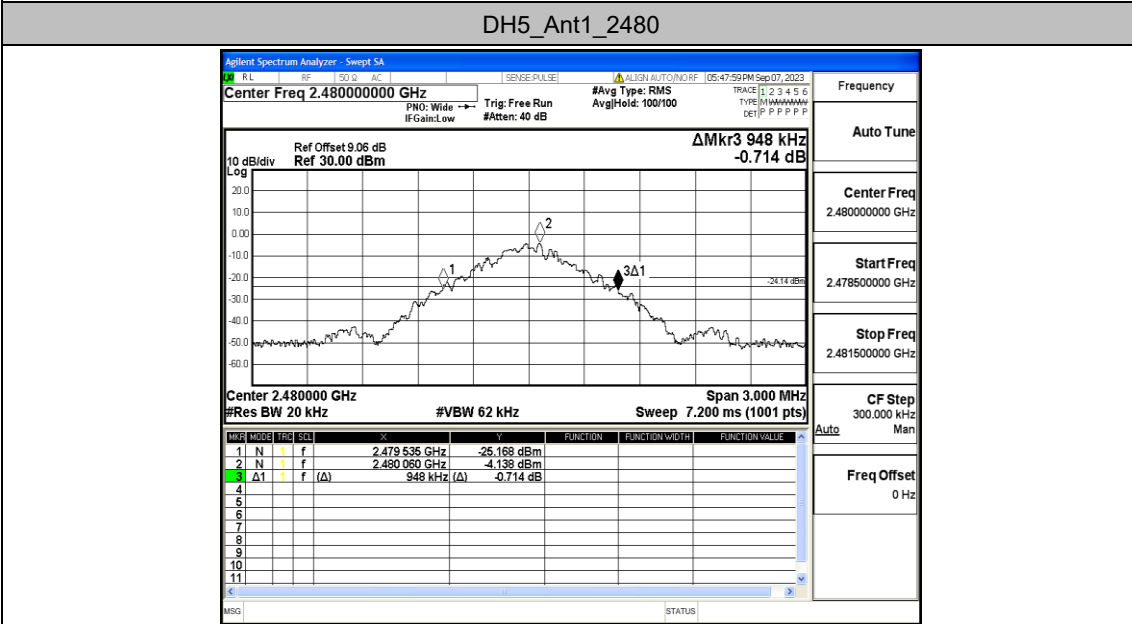 DH5_Ant1_2480
Agilent Spectrum Analyzer - Swept SA
LXI RL RF 50 Ω AC SENSE:PULSE ALIGN AUTO/NO RF 05:47:59 PM Sep 07, 2023
Center Freq 2.480000000 GHz
PNO: Wide
IFGain:Low
Trig: Free Run
#Atten: 40 dB
#Avg Type: RMS
Avg|Hold: 100/100
TRACE 1 2 3 4 5 6
TYPE M WWWWW
DET P P P P P P
ΔMkr3 948 kHz
-0.714 dB
Ref Offset 9.06 dB
10 dB/div Ref 30.00 dBm
Log
20.0
10.0
0.00
-10.0
-20.0
-30.0
-40.0
-50.0
-60.0
1
2
3Δ1
-24.14 dBm
Center 2.480000 GHz Span 3.000 MHz
#Res BW 20 kHz #VBW 62 kHz Sweep 7.200 ms (1001 pts)
MKR MODE TRC SCL X Y FUNCTION FUNCTION WIDTH FUNCTION VALUE
1 N 1 f 2.479 535 GHz -25.168 dBm
2 N 1 f 2.480 060 GHz -4.138 dBm
3 Δ1 1 f (Δ) 948 kHz (Δ) -0.714 dB
4
5
6
7
8
9
10
11
MSG STATUS
Frequency
Auto Tune
Center Freq
2.480000000 GHz
Start Freq
2.478500000 GHz
Stop Freq
2.481500000 GHz
CF Step
300.000 kHz
Auto Man
Freq Offset
0 Hz